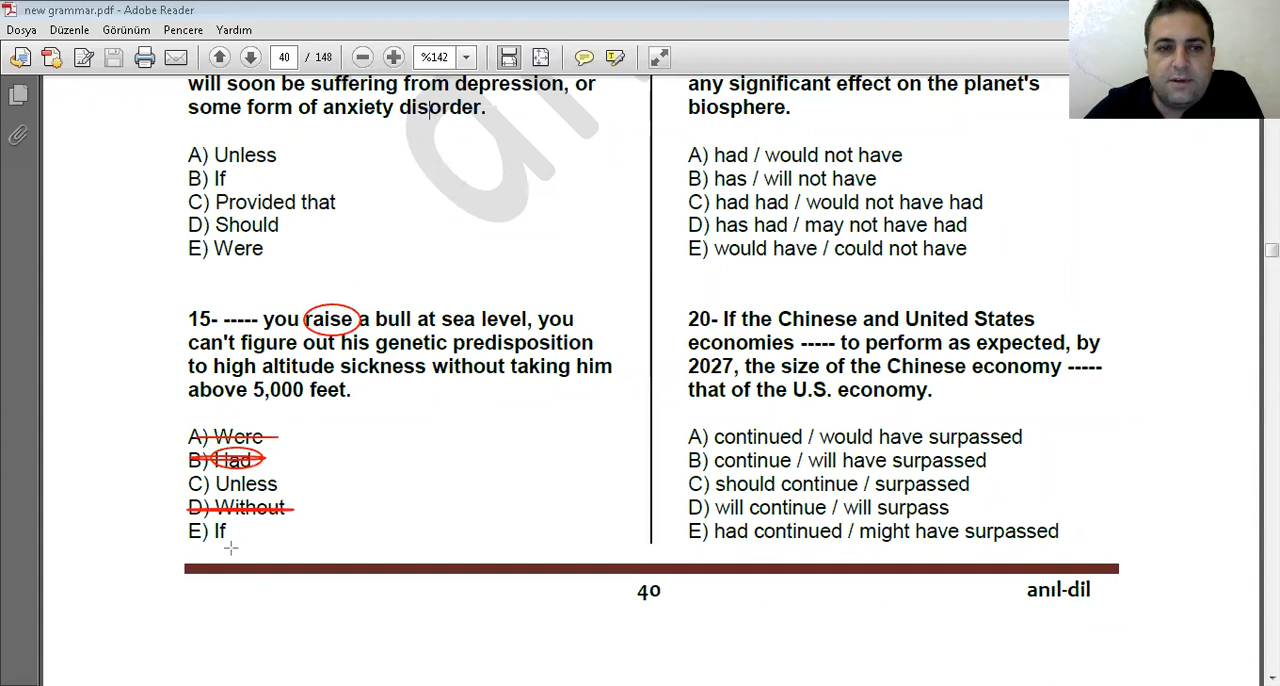 new grammar.pdf - Adobe Reader
Dosya Düzenle Görünüm Pencere Yardım
40 / 148 %142
will soon be suffering from depression, or
some form of anxiety disorder.
A) Unless
B) If
C) Provided that
D) Should
E) Were
15- ----- you raise a bull at sea level, you
can't figure out his genetic predisposition
to high altitude sickness without taking him
above 5,000 feet.
A) Were
B) Had
C) Unless
D) Without
E) If
any significant effect on the planet's
biosphere.
A) had / would not have
B) has / will not have
C) had had / would not have had
D) has had / may not have had
E) would have / could not have
20- If the Chinese and United States
economies ----- to perform as expected, by
2027, the size of the Chinese economy -----
that of the U.S. economy.
A) continued / would have surpassed
B) continue / will have surpassed
C) should continue / surpassed
D) will continue / will surpass
E) had continued / might have surpassed
40
anıl-dil